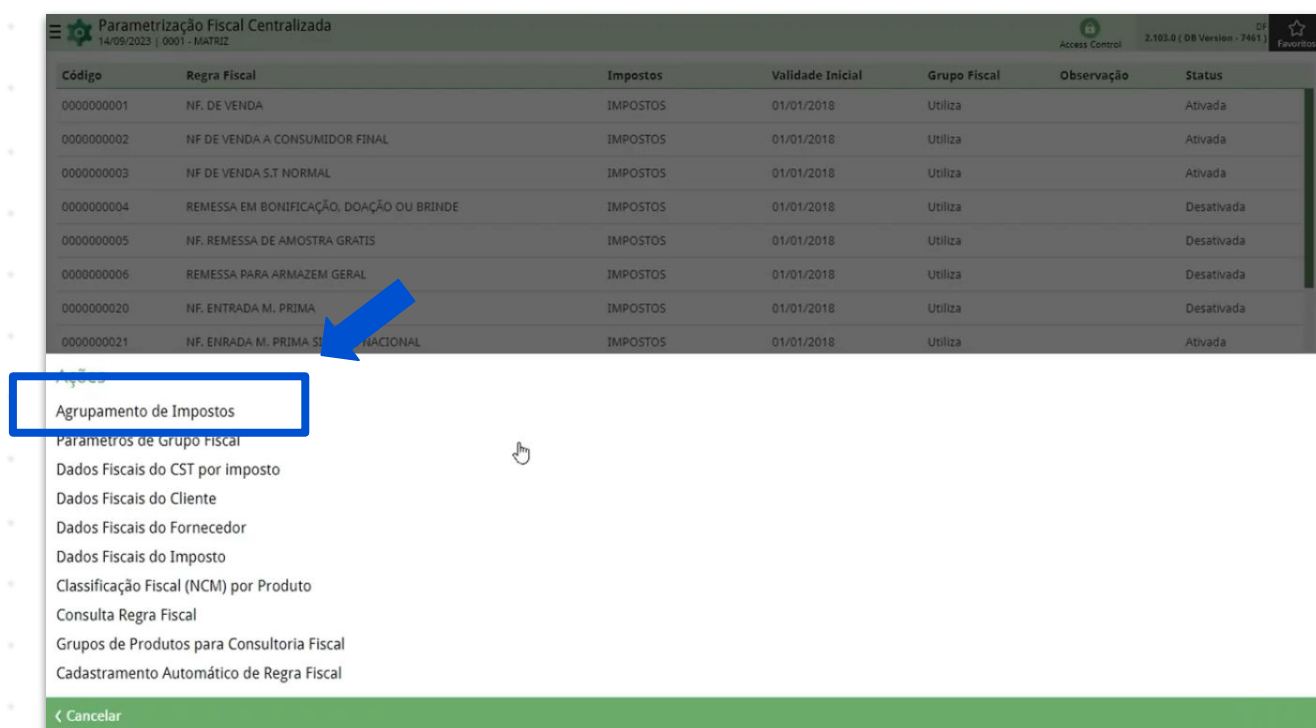 Parametrização Fiscal Centralizada
14/09/2023 | 0001 - MATRIZ
Access Control
DF
2.103.0 ( DB Version - 7461 )
Favoritos
Código Regra Fiscal Impostos Validade Inicial Grupo Fiscal Observação Status
0000000001 NF. DE VENDA IMPOSTOS 01/01/2018 Utiliza Ativada
0000000002 NF DE VENDA A CONSUMIDOR FINAL IMPOSTOS 01/01/2018 Utiliza Ativada
0000000003 NF DE VENDA S.T NORMAL IMPOSTOS 01/01/2018 Utiliza Ativada
0000000004 REMESSA EM BONIFICAÇÃO, DOAÇÃO OU BRINDE IMPOSTOS 01/01/2018 Utiliza Desativada
0000000005 NF. REMESSA DE AMOSTRA GRATIS IMPOSTOS 01/01/2018 Utiliza Desativada
0000000006 REMESSA PARA ARMAZEM GERAL IMPOSTOS 01/01/2018 Utiliza Desativada
0000000020 NF. ENTRADA M. PRIMA IMPOSTOS 01/01/2018 Utiliza Desativada
0000000021 NF. ENRADA M. PRIMA NACIONAL IMPOSTOS 01/01/2018 Utiliza Ativada
Ações
Agrupamento de Impostos
Parâmetros de Grupo Fiscal
Dados Fiscais do CST por imposto
Dados Fiscais do Cliente
Dados Fiscais do Fornecedor
Dados Fiscais do Imposto
Classificação Fiscal (NCM) por Produto
Consulta Regra Fiscal
Grupos de Produtos para Consultoria Fiscal
Cadastramento Automático de Regra Fiscal
Cancelar